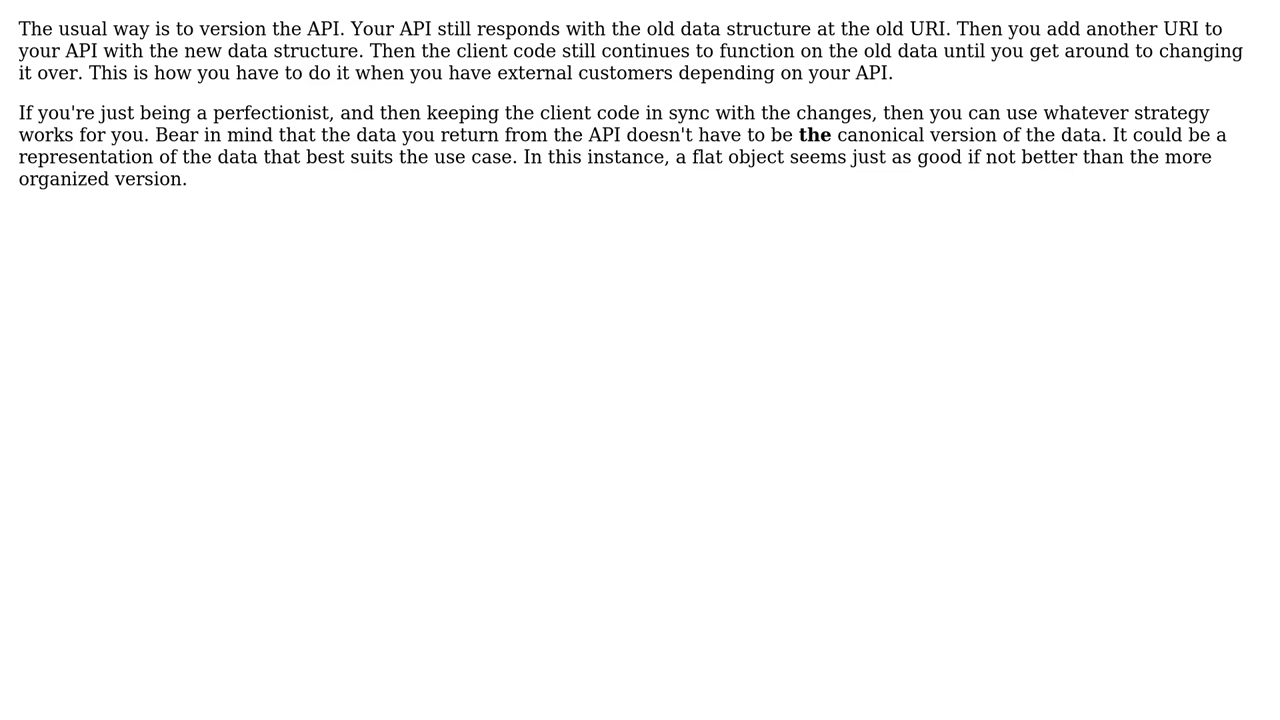 The usual way is to version the API. Your API still responds with the old data structure at the old URI. Then you add another URI to
your API with the new data structure. Then the client code still continues to function on the old data until you get around to changing
it over. This is how you have to do it when you have external customers depending on your API.
If you're just being a perfectionist, and then keeping the client code in sync with the changes, then you can use whatever strategy
works for you. Bear in mind that the data you return from the API doesn't have to be the canonical version of the data. It could be a
representation of the data that best suits the use case. In this instance, a flat object seems just as good if not better than the more
organized version.